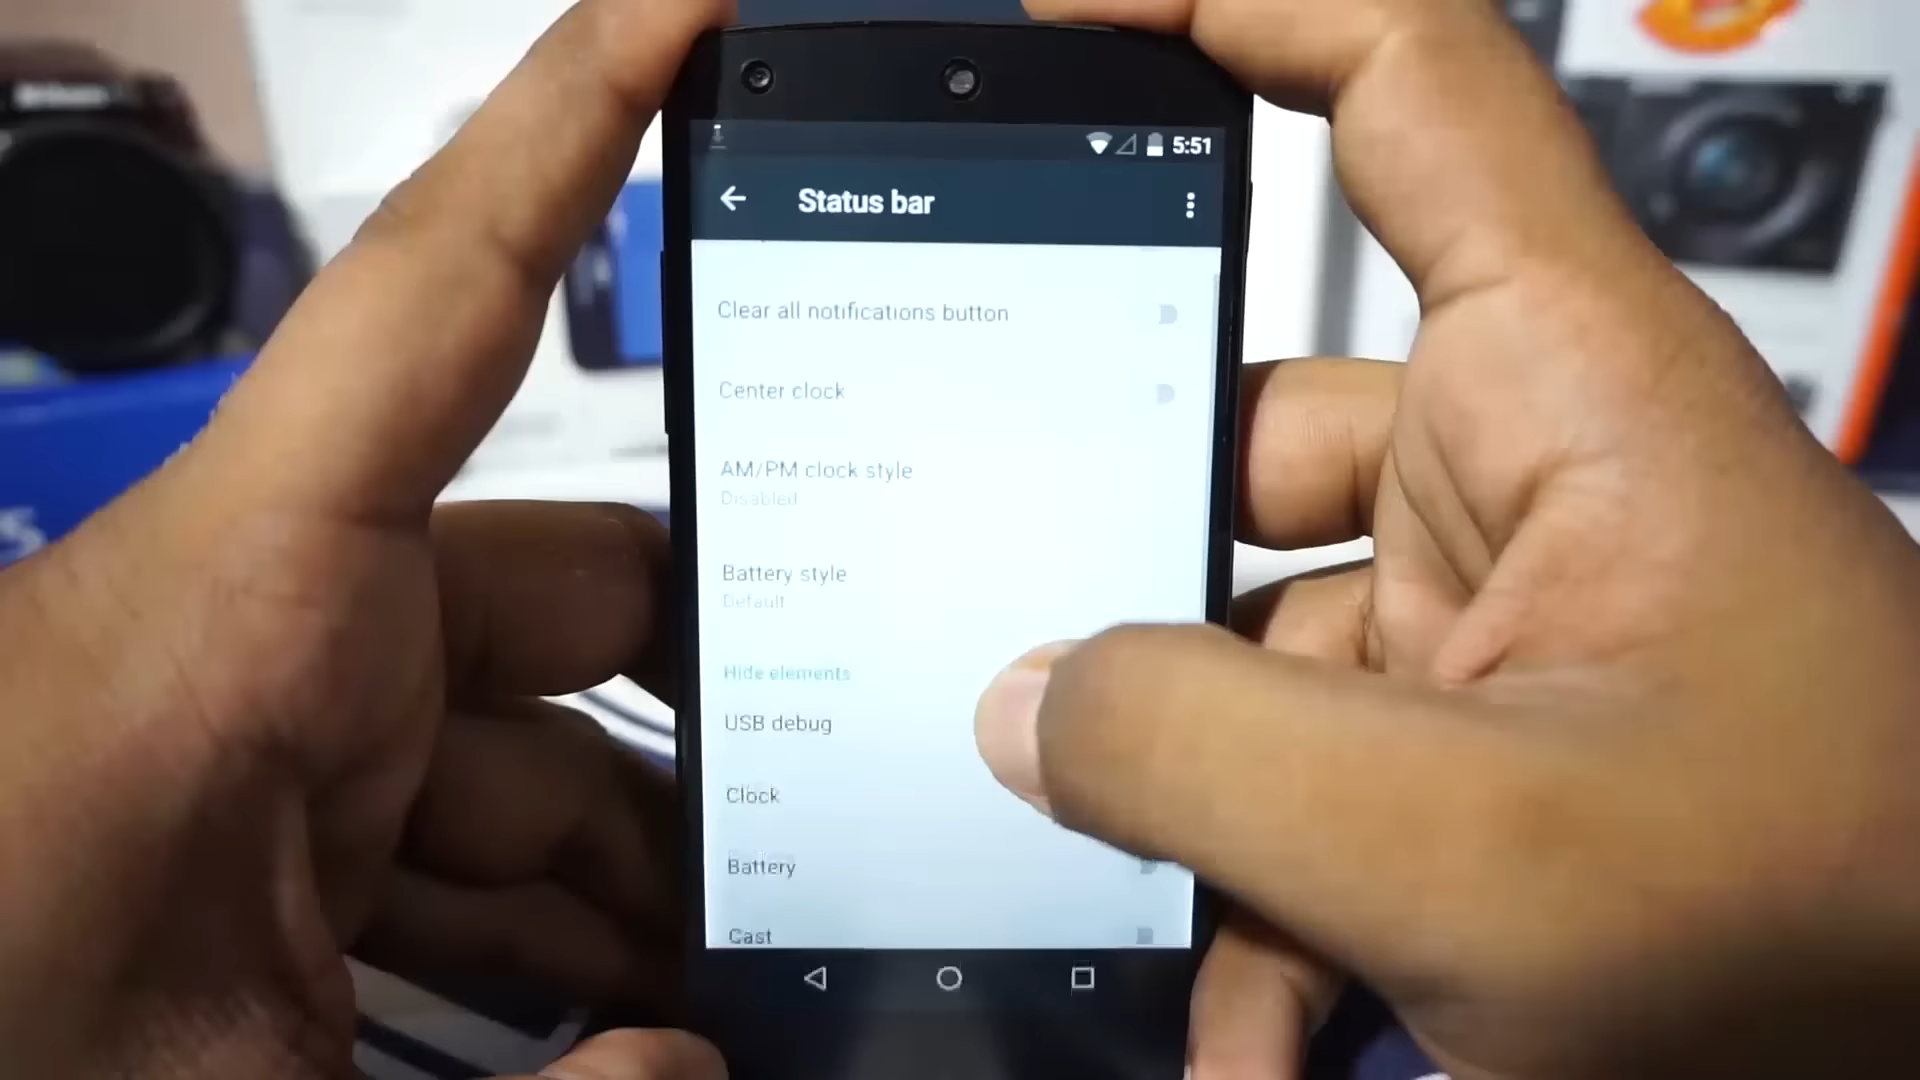 5:51
Status bar
Clear all notifications button
Center clock
AM/PM clock style
Disabled
Battery style
Default
Hide elements
USB debug
Clock
Battery
Cast